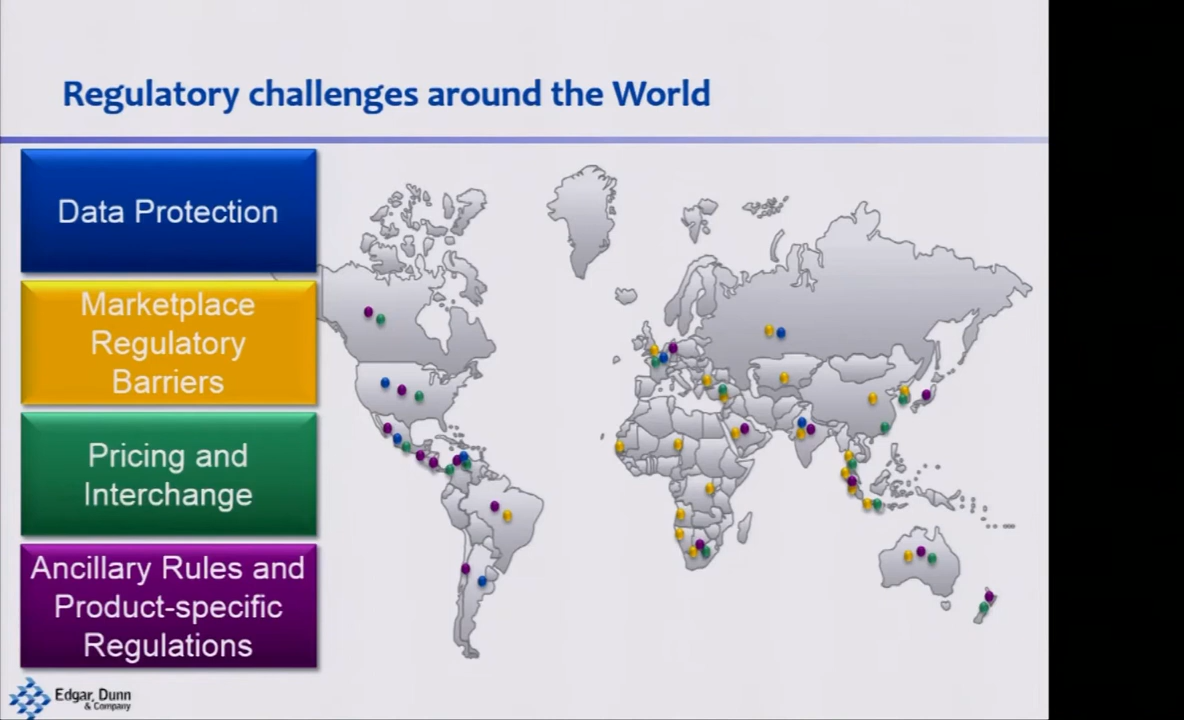 Regulatory challenges around the World
Data Protection
Marketplace
Regulatory
Barriers
Pricing and
Interchange
Ancillary Rules and
Product-specific
Regulations
Edgar, Dunn
& Company